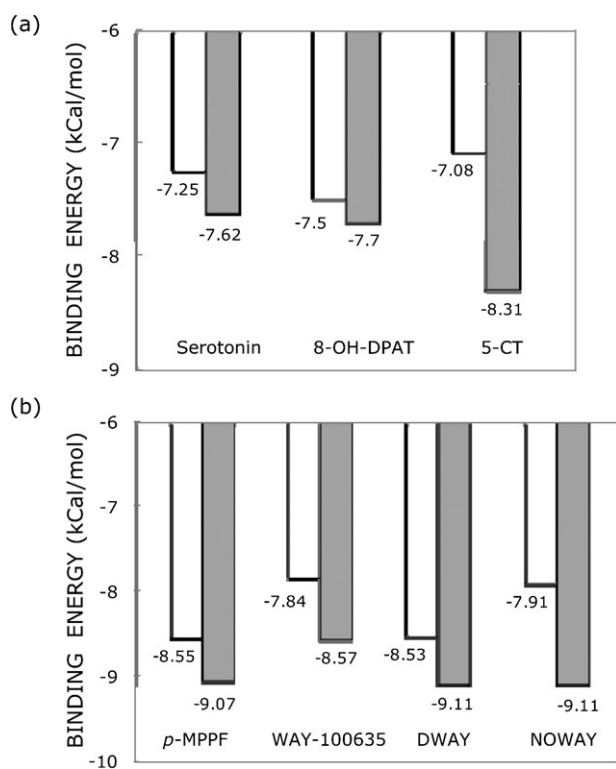 (a)
BINDING ENERGY (kCal/mol)
-6
-7
-8
-9
-7.25
-7.62
-7.5
-7.7
-7.08
-8.31
Serotonin
8-OH-DPAT
5-CT
(b)
BINDING ENERGY (kCal/mol)
-6
-7
-8
-9
-10
-8.55
-9.07
-7.84
-8.57
-8.53
-9.11
-7.91
-9.11
p-MPPF
WAY-100635
DWAY
NOWAY